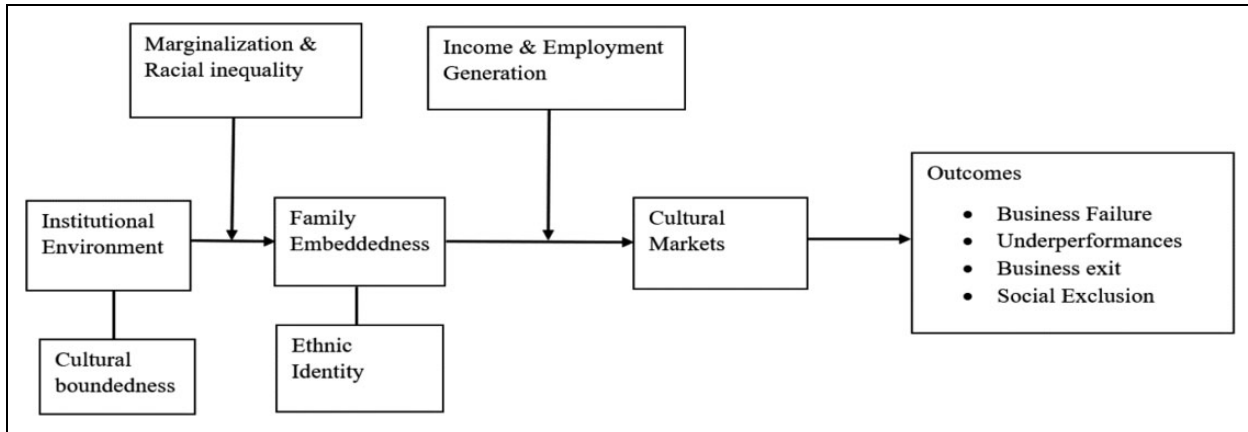 Marginalization &
Racial inequality
Income & Employment
Generation
Institutional
Environment
Family
Embeddedness
Cultural
Markets
Outcomes
• Business Failure
• Underperformances
• Business exit
• Social Exclusion
Cultural
boundedness
Ethnic
Identity